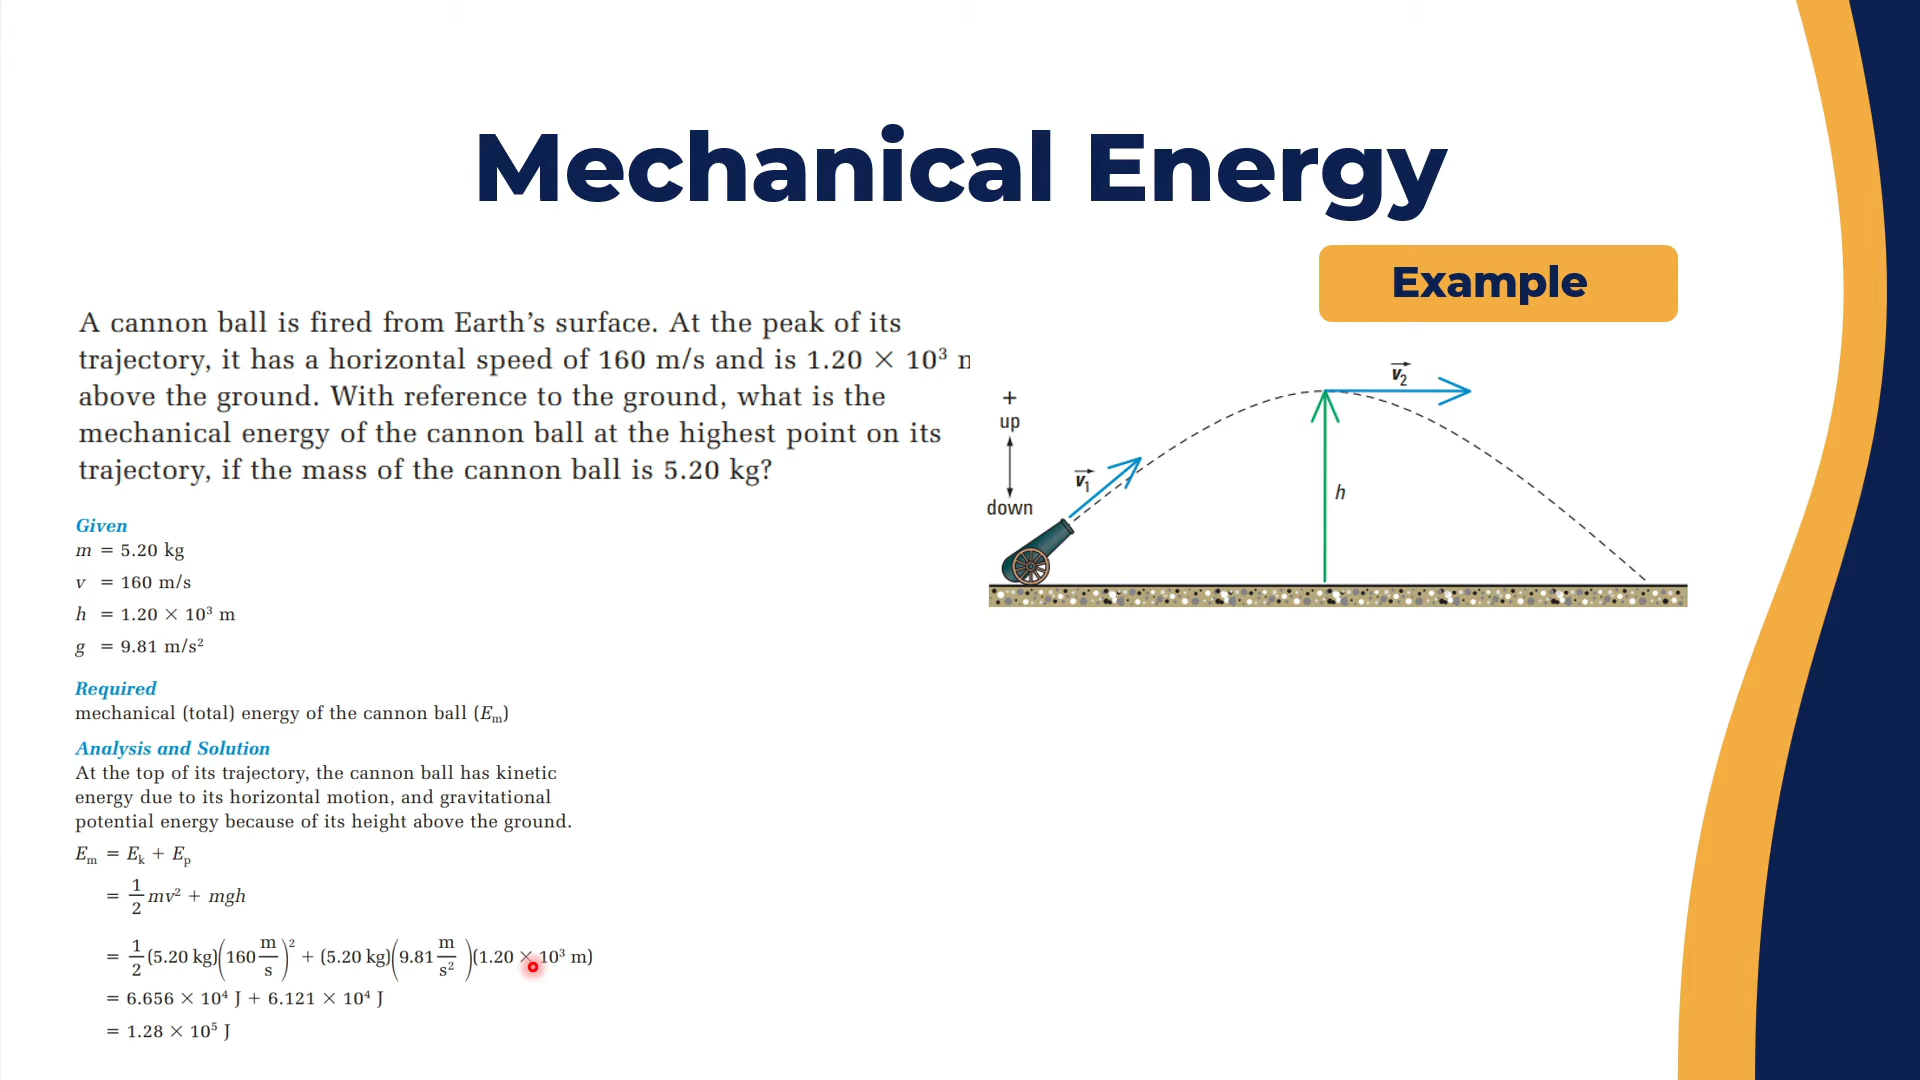 Mechanical Energy
Example
A cannon ball is fired from Earth's surface. At the peak of its
trajectory, it has a horizontal speed of 160 m/s and is 1.20 × 10³
above the ground. With reference to the ground, what is the
mechanical energy of the cannon ball at the highest point on its
trajectory, if the mass of the cannon ball is 5.20 kg?
+
up
down
v⃗₁
v⃗₂
h
Given
m = 5.20 kg
v = 160 m/s
h = 1.20 × 10³ m
g = 9.81 m/s²
Required
mechanical (total) energy of the cannon ball (Eₘ)
Analysis and Solution
At the top of its trajectory, the cannon ball has kinetic
energy due to its horizontal motion, and gravitational
potential energy because of its height above the ground.
Eₘ = Eₖ + Eₚ
= 1/2 mv² + mgh
= 1/2 (5.20 kg)(160 m/s)² + (5.20 kg)(9.81 m/s²)(1.20 × 10³ m)
= 6.656 × 10⁴ J + 6.121 × 10⁴ J
= 1.28 × 10⁵ J